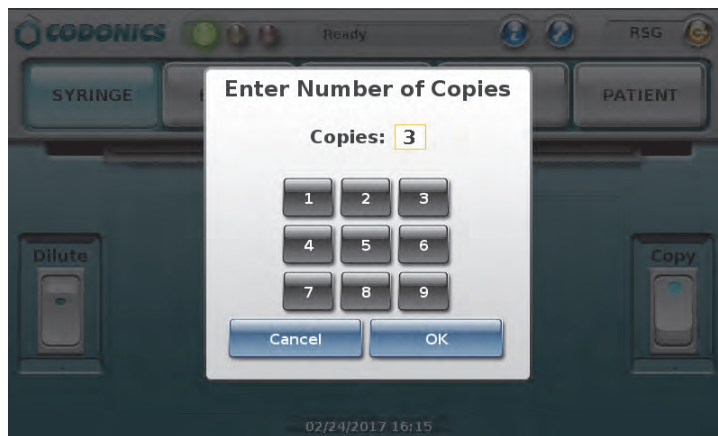 CODONICS Ready RSG
SYRINGE PATIENT
Enter Number of Copies
Copies: 3
1 2 3
4 5 6
7 8 9
Cancel OK
Dilute Copy
02/24/2017 16:15